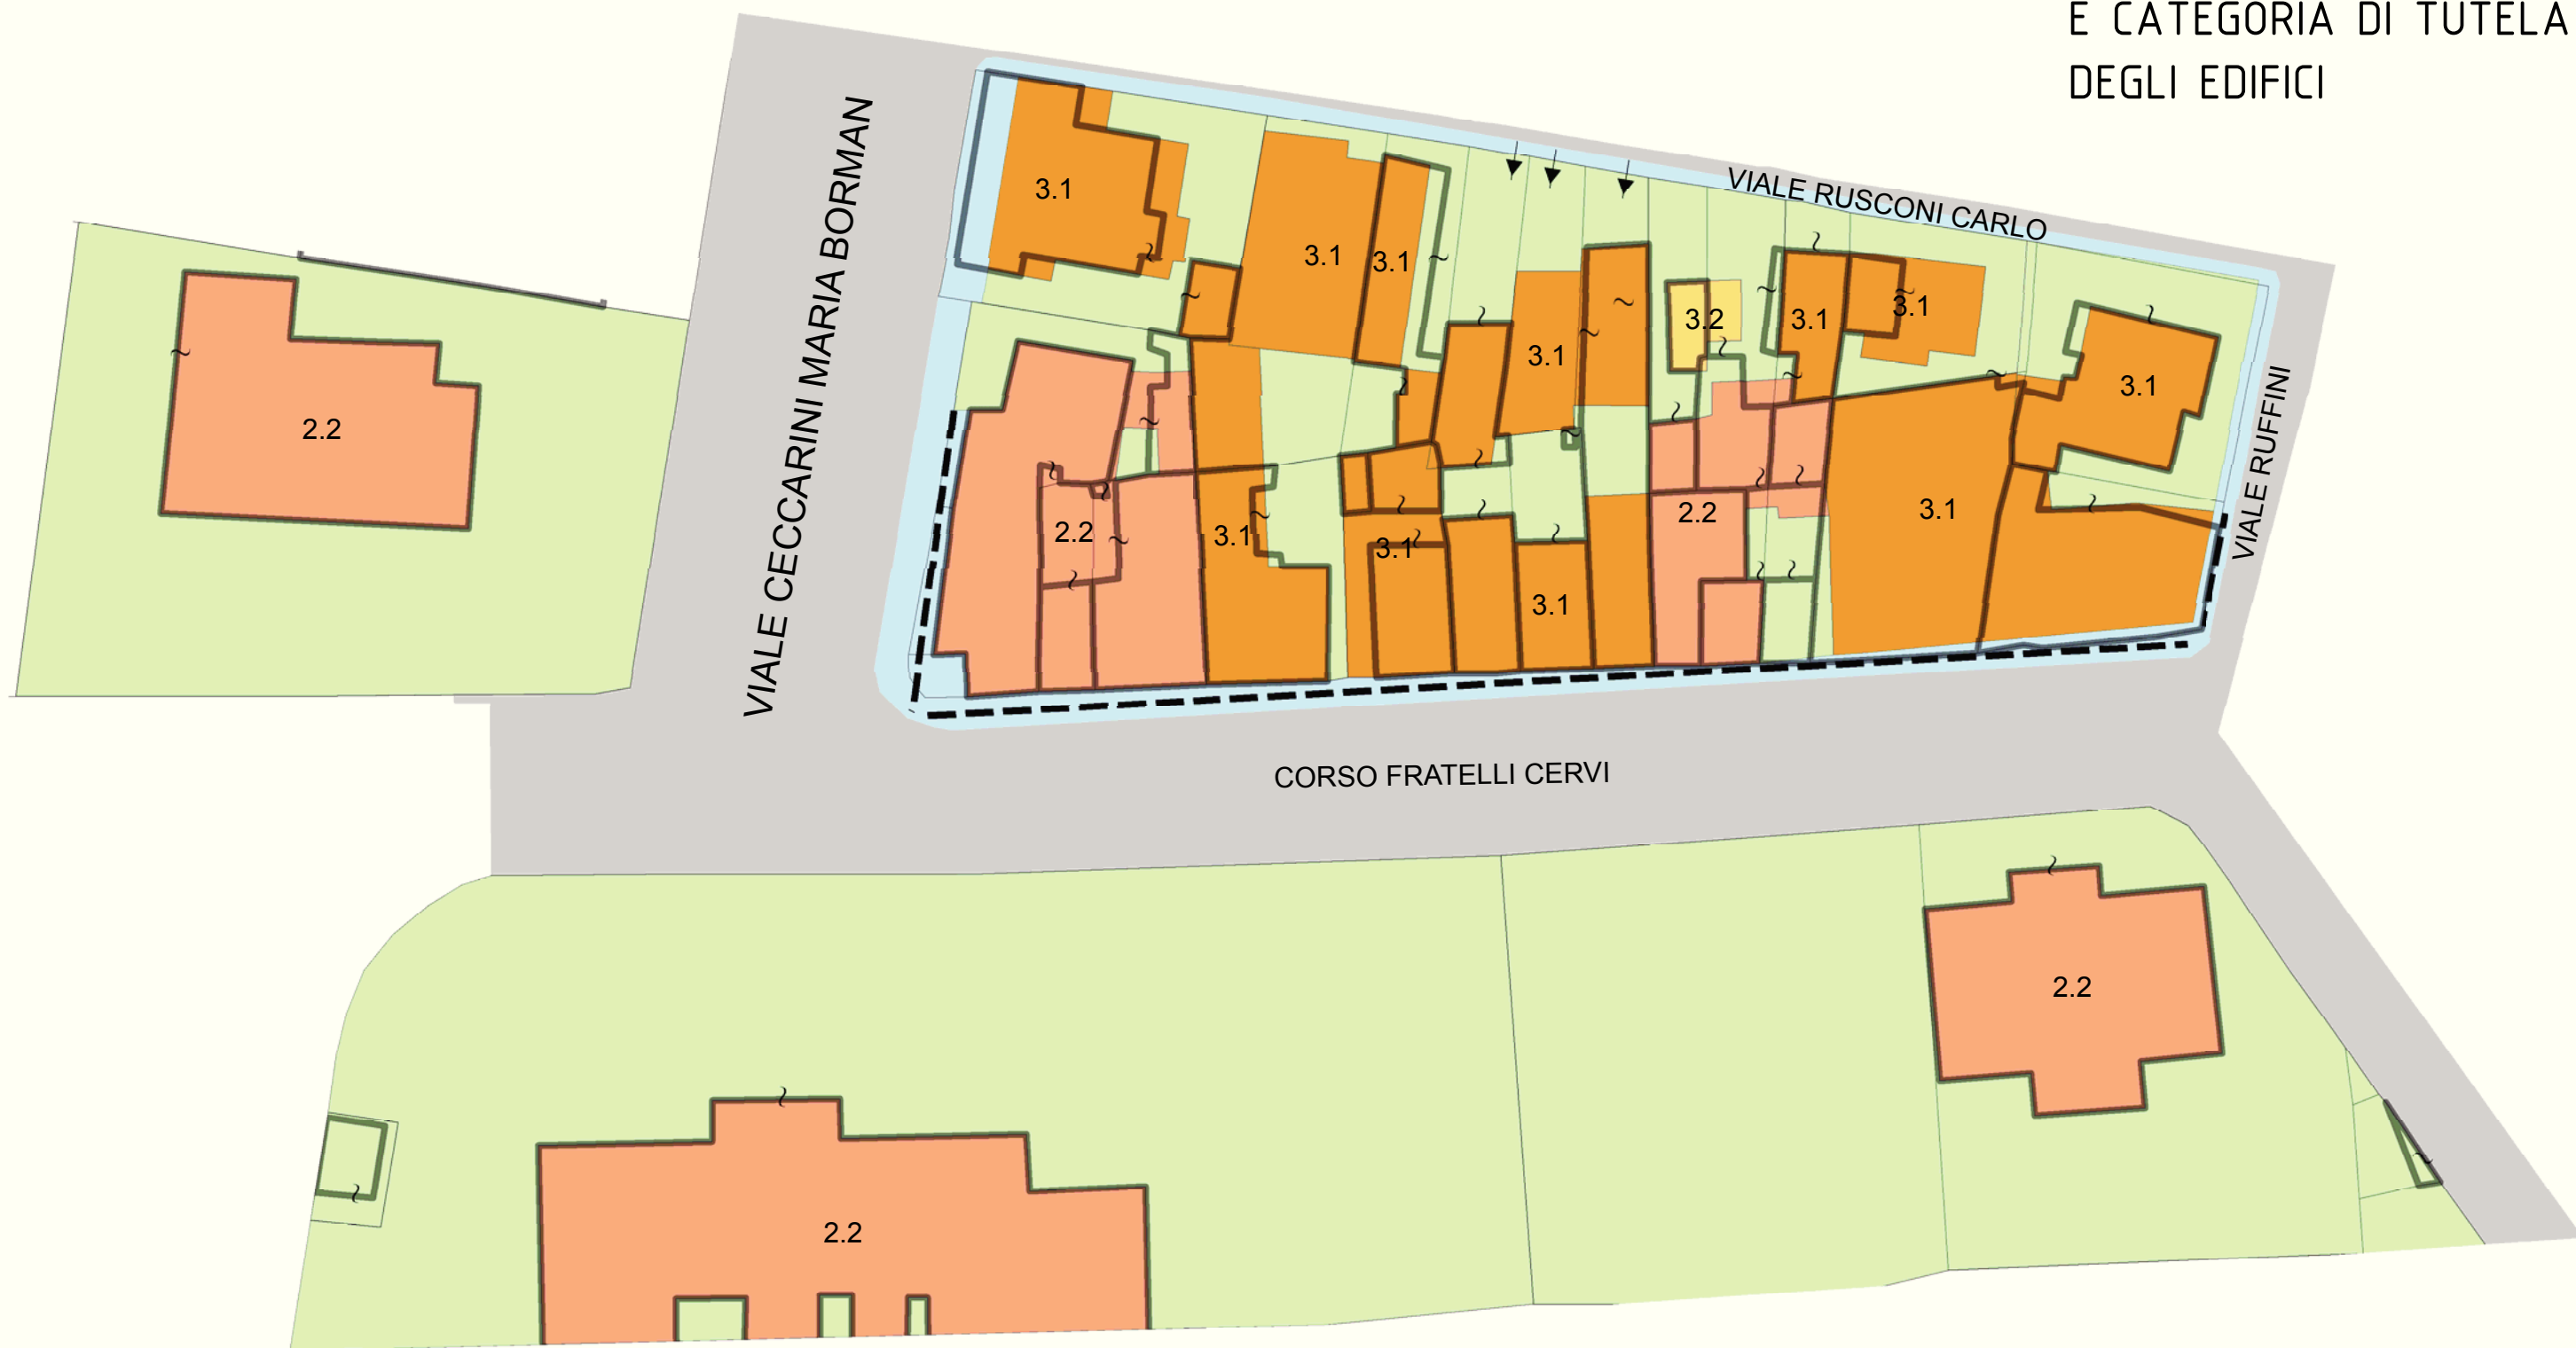 E CATEGORIA DI TUTELA
DEGLI EDIFICI
VIALE CECCARINI MARIA BORMAN
VIALE RUSCONI CARLO
VIALE RUFFINI
CORSO FRATELLI CERVI
3.1
3.1
3.1
3.1
3.2
3.1
3.1
3.1
2.2
2.2
3.1
3.1
3.1
2.2
3.1
2.2
2.2